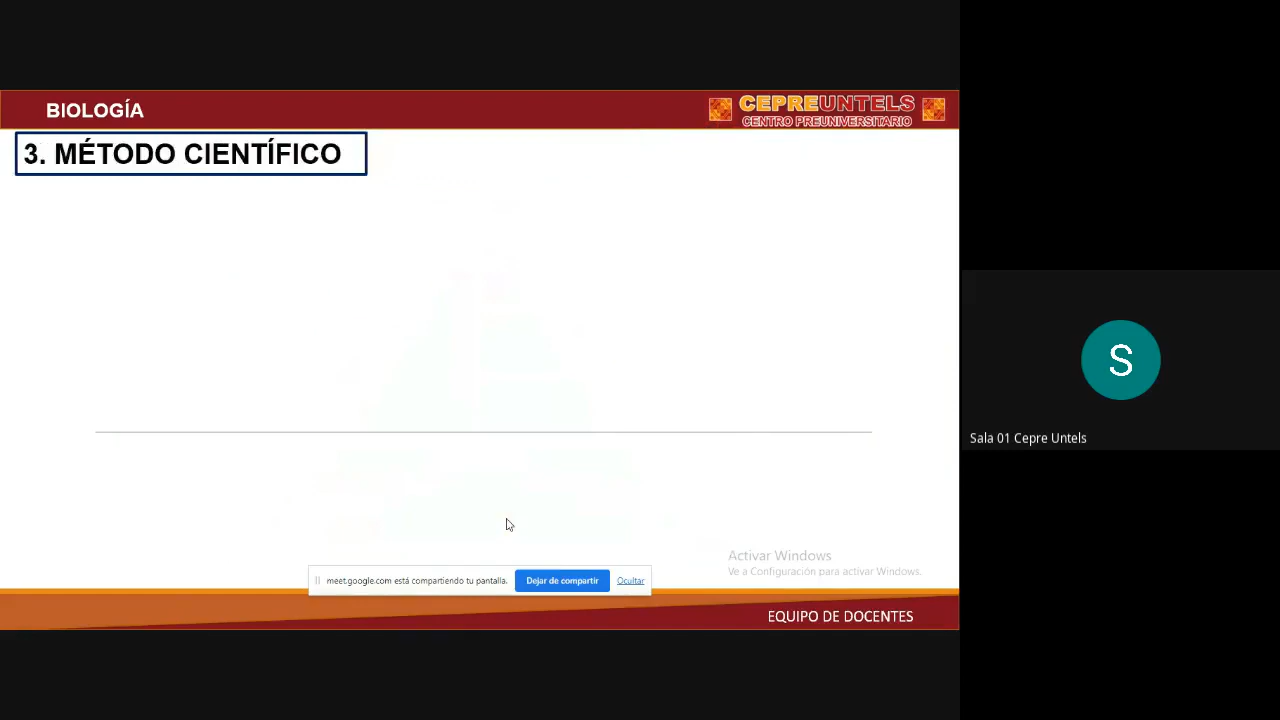 BIOLOGÍA
CEPREUNTELS
CENTRO PREUNIVERSITARIO
3. MÉTODO CIENTÍFICO
S
Sala 01 Cepre Untels
Activar Windows
Ve a Configuración para activar Windows.
meet.google.com está compartiendo tu pantalla. Dejar de compartir Ocultar
EQUIPO DE DOCENTES